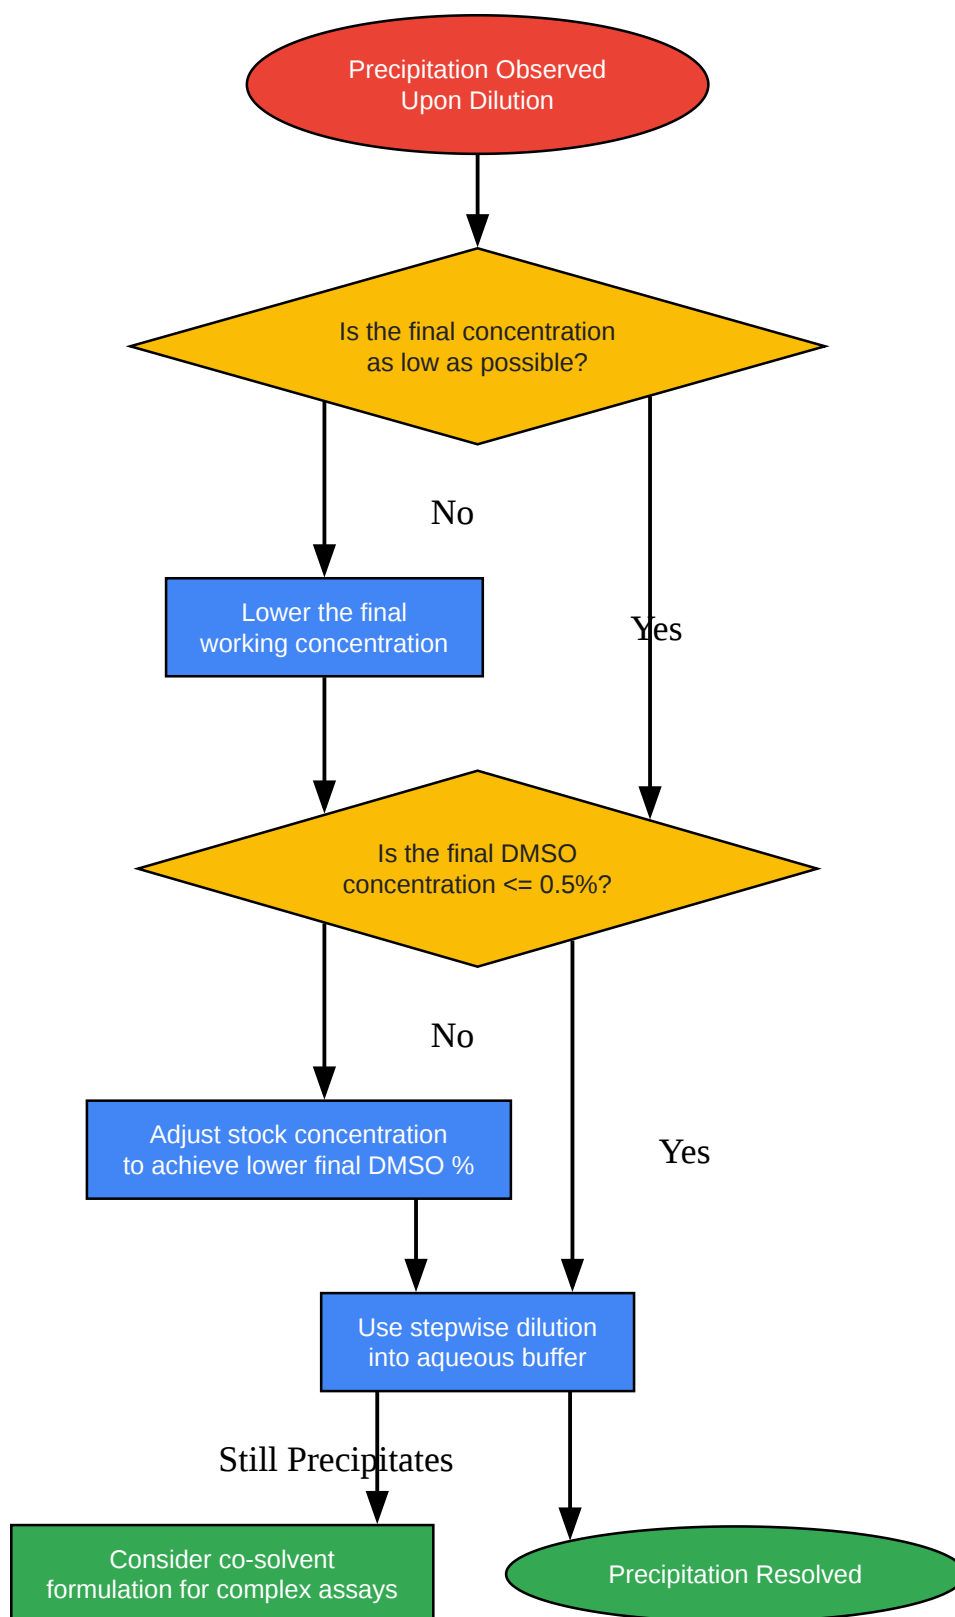 Precipitation Observed
Upon Dilution
Is the final concentration
as low as possible?
No
Lower the final
working concentration
Yes
Is the final DMSO
concentration <= 0.5%?
No
Adjust stock concentration
to achieve lower final DMSO %
Yes
Use stepwise dilution
into aqueous buffer
Still Precipitates
Consider co-solvent
formulation for complex assays
Precipitation Resolved